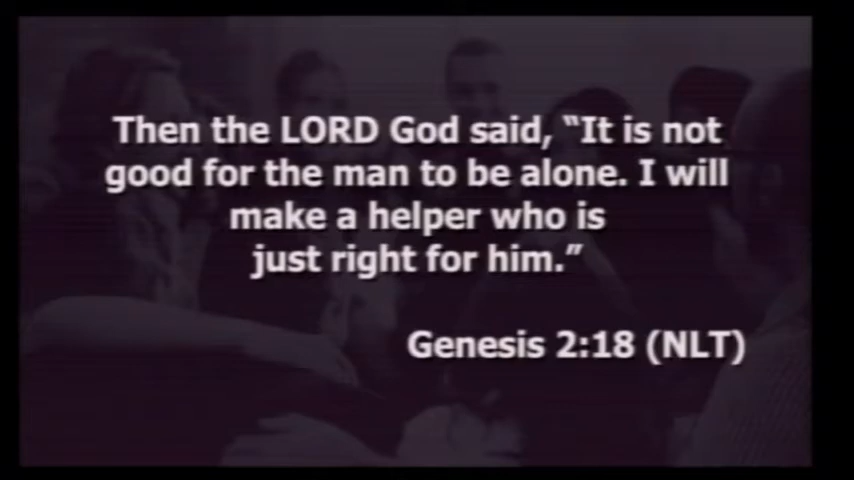 Then the LORD God said, “It is not
good for the man to be alone. I will
make a helper who is
just right for him.”
Genesis 2:18 (NLT)